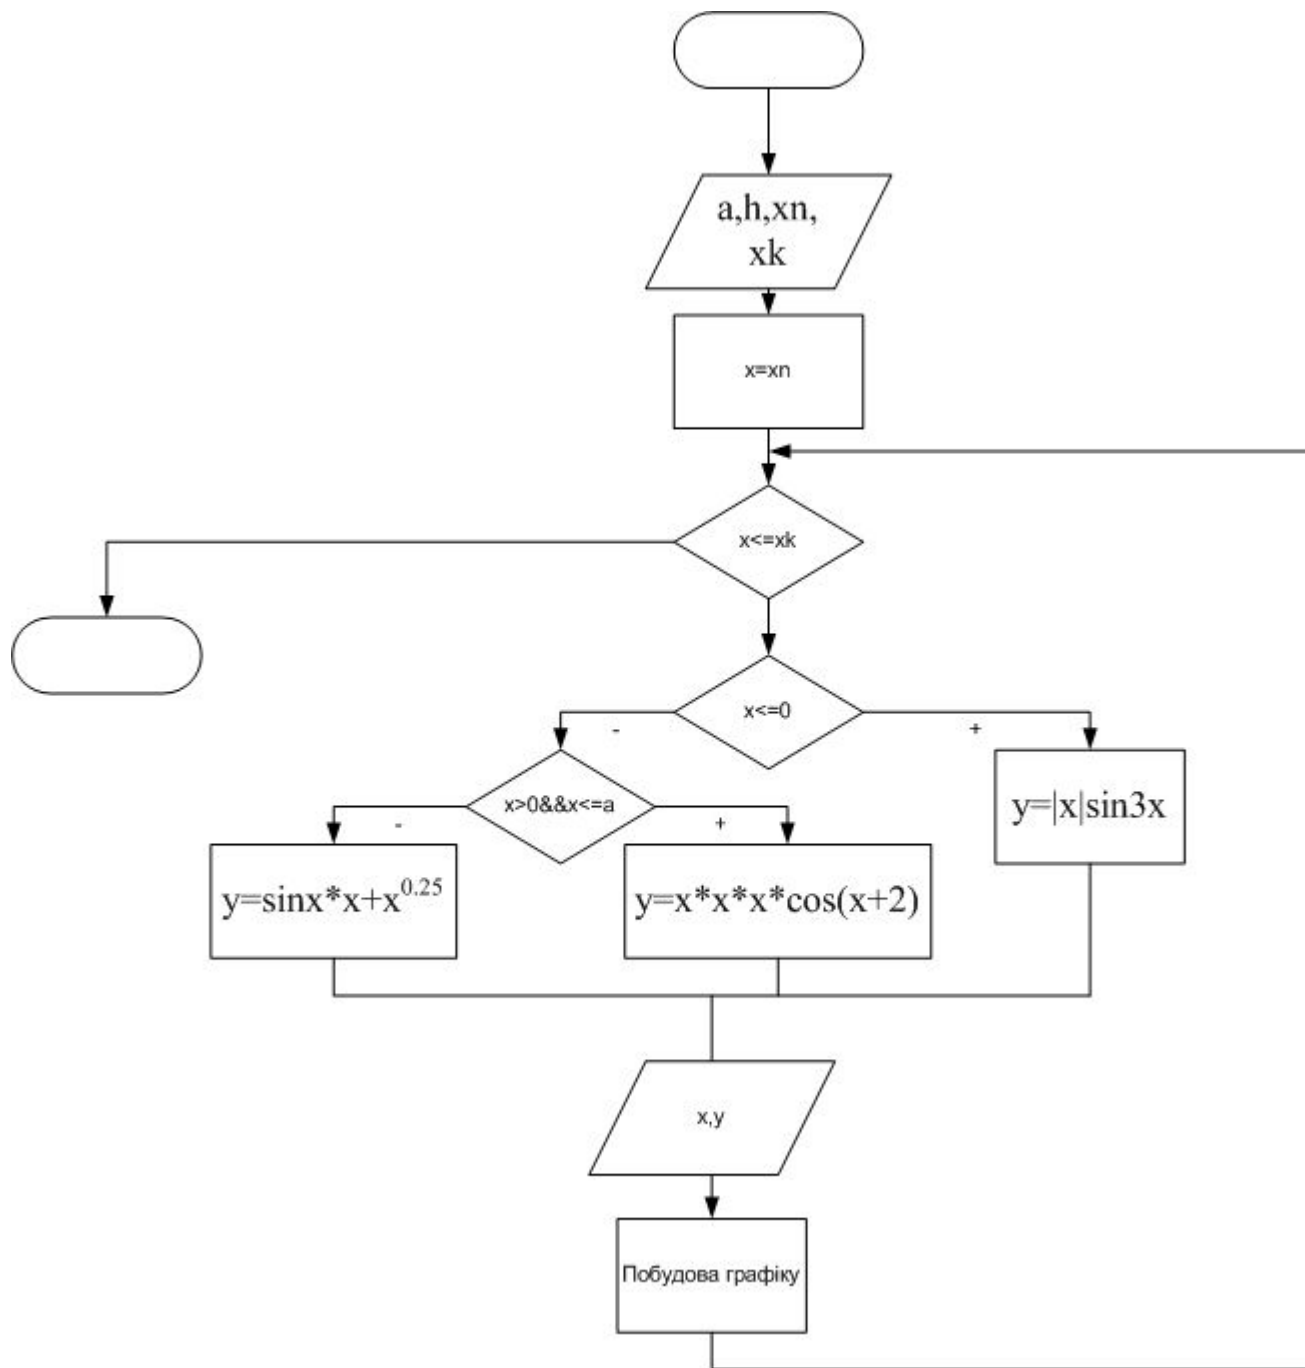 a,h,xn,
xk
x=xn
x<=xk
x<=0
-
+
x>0&&x<=a
-
+
y=|x|sin3x
y=sinx*x+x^0.25
y=x*x*x*cos(x+2)
x,y
Побудова графіку